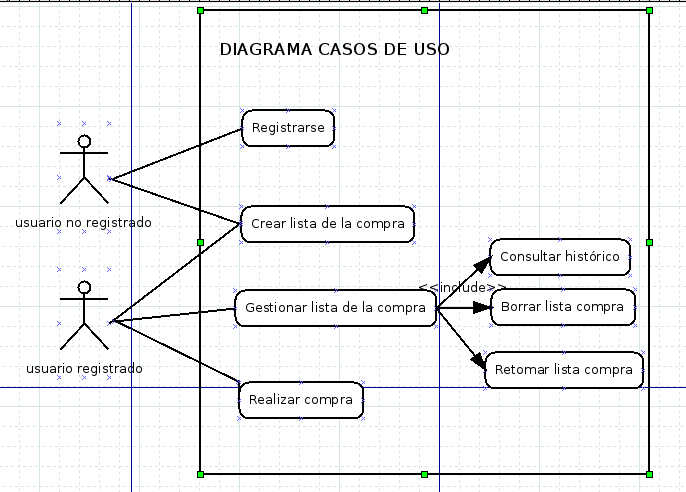 DIAGRAMA CASOS DE USO
Registrarse
usuario no registrado
Crear lista de la compra
Consultar histórico
<<include>>
Gestionar lista de la compra
Borrar lista compra
usuario registrado
Retomar lista compra
Realizar compra